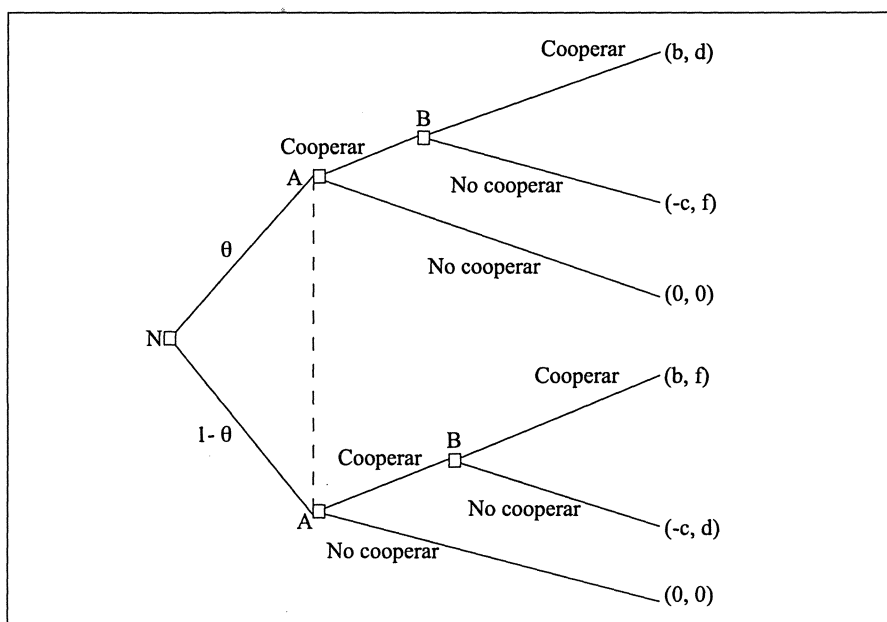 Cooperar
(b, d)
B
Cooperar
A
No cooperar
(-c, f)
θ
No cooperar
(0, 0)
N
Cooperar
(b, f)
1- θ
B
Cooperar
A
No cooperar
(-c, d)
No cooperar
(0, 0)